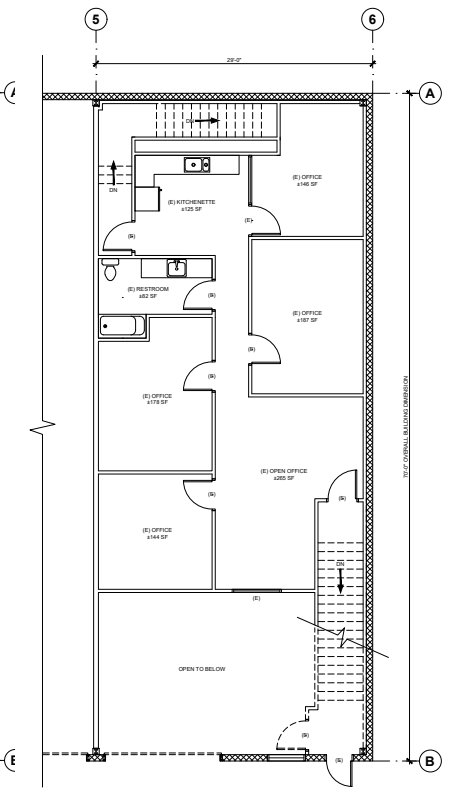 5
6
29'-0"
A
A
DN
(E) OFFICE
±146 SF
DN
(E) KITCHENETTE
±125 SF
(E)
(E)
(E) RESTROOM
±82 SF
(E)
(E) OFFICE
±187 SF
(E)
(E)
(E) OFFICE
±178 SF
70'-0" OVERALL BUILDING DIMENSION
(E) OPEN OFFICE
±265 SF
(E)
(E)
(E) OFFICE
±144 SF
DN
(E)
OPEN TO BELOW
(E)
(E)
B